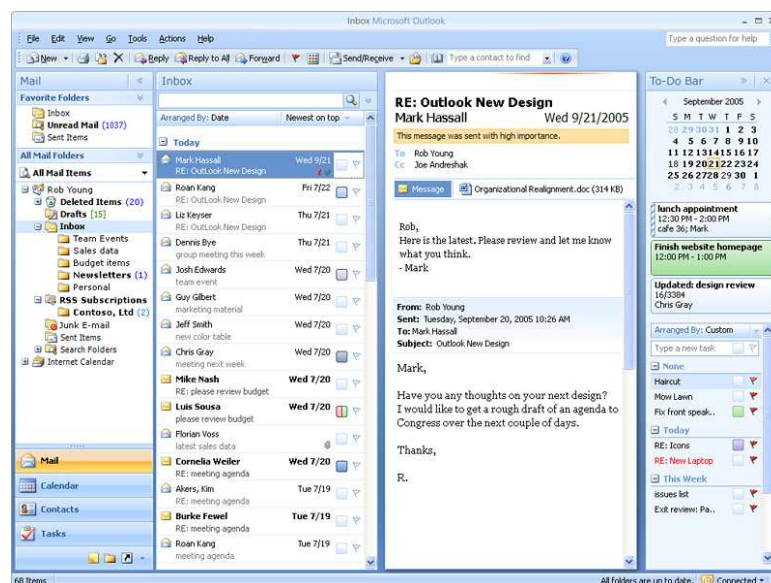 Inbox Microsoft Outlook
File Edit View Go Tools Actions Help
Type a question for help
New Reply Reply to All Forward Send/Receive Type a contact to find
Mail
Favorite Folders
Inbox
Unread Mail (1037)
Sent Items
All Mail Folders
All Mail Items
Rob Young
Deleted Items (20)
Drafts [15]
Inbox
Team Events
Sales data
Budget items
Newsletters (1)
Personal
RSS Subscriptions
Contoso, Ltd (2)
Junk E-mail
Sent Items
Search Folders
Internet Calendar
Mail
Calendar
Contacts
Tasks
Inbox
Arranged By: Date Newest on top
Today
Mark Hassall Wed 9/21
RE: OutLook New Design
Roan Kang Fri 7/22
RE: OutLook New Design
Liz Keyser Thu 7/21
RE: OutLook New Design
Dennis Bye Thu 7/21
group meeting this week
Josh Edwards Wed 7/20
team event
Guy Gilbert Wed 7/20
marketing material
Jeff Smith Wed 7/20
new color table
Chris Gray Wed 7/20
meeting next week
Mike Nash Wed 7/20
RE: please review budget
Luis Sousa Wed 7/20
please review budget
Florian Voss Wed 7/20
latest sales data
Cornelia Weiler Wed 7/20
RE: meeting agenda
Akers, Kim Tue 7/19
RE: meeting agenda
Burke Fewel Tue 7/19
RE: meeting agenda
Roan Kang Tue 7/19
meeting agenda
RE: Outlook New Design
Mark Hassall Wed 9/21/2005
This message was sent with high importance.
To Rob Young
Cc Joe Andreshak
Message Organizational Realignment.doc (314 KB)
Rob,
Here is the latest. Please review and let me know
what you think.
- Mark
From: Rob Young
Sent: Tuesday, September 20, 2005 10:26 AM
To: Mark Hassall
Subject: Outlook New Design
Mark,
Have you any thoughts on your next design?
I would like to get a rough draft of an agenda to
Congress over the next couple of days.
Thanks,
R.
To-Do Bar
September 2005
S M T W T F S
28 29 30 31 1 2 3
4 5 6 7 8 9 10
11 12 13 14 15 16 17
18 19 20 21 22 23 24
25 26 27 28 29 30 1
2 3 4 5 6 7 8
lunch appointment
12:30 PM - 2:00 PM
cafe 36; Mark
Finish website homepage
12:00 PM - 1:00 PM
Updated: design review
16/3384
Chris Gray
Arranged By: Custom
Type a new task
None
Haircut
Mow Lawn
Fix front speak..
Today
RE: Icons
RE: New Laptop
This Week
issues list
Exit review: Pa..
68 Items
All folders are up to date. Connected